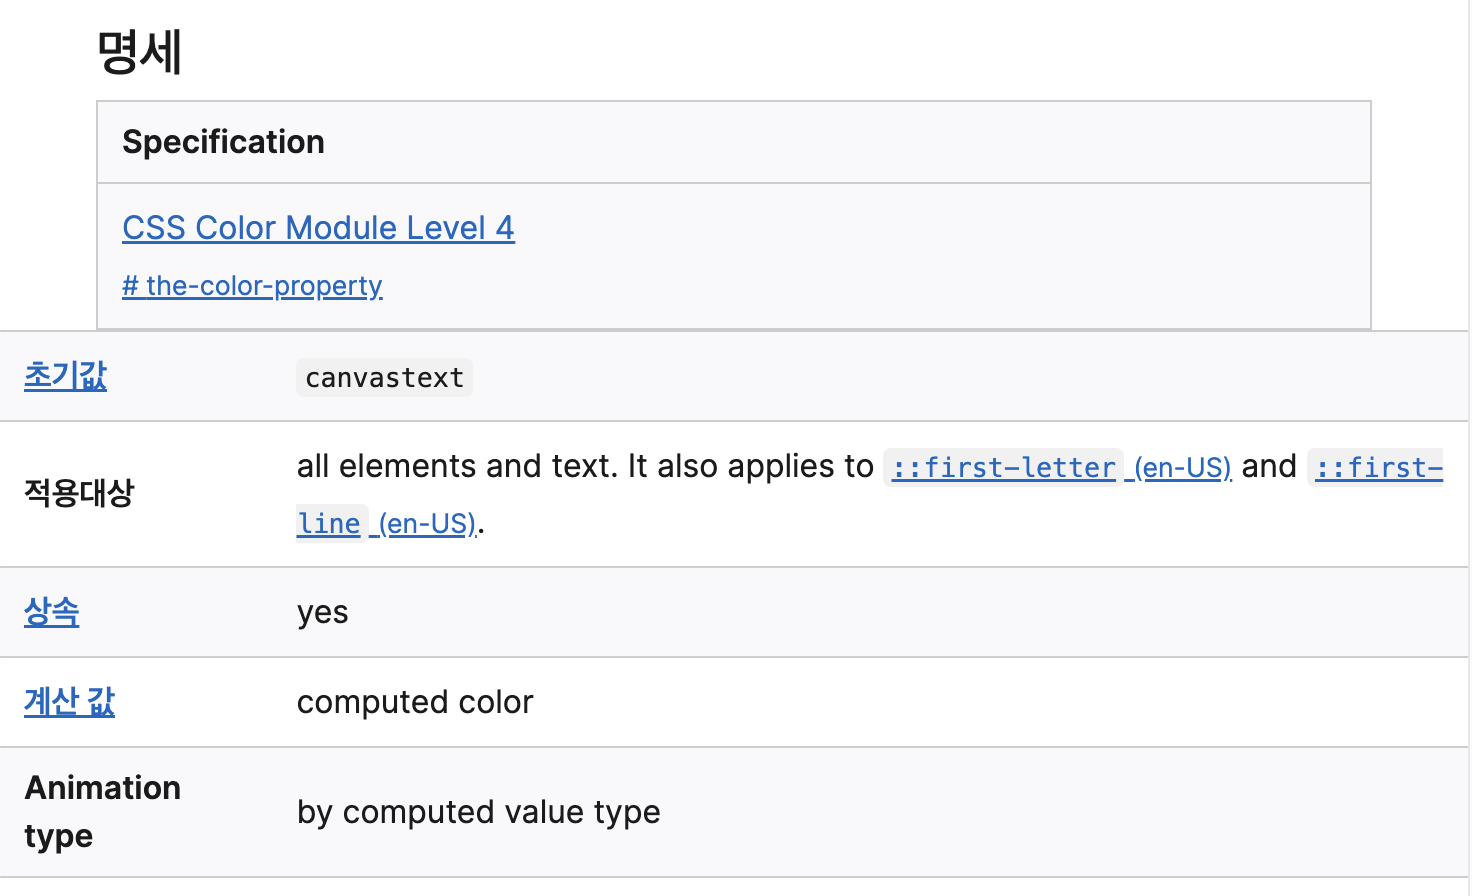 명세
Specification
CSS Color Module Level 4
# the-color-property
초기값
canvastext
적용대상
all elements and text. It also applies to ::first-letter (en-US) and ::first-
line (en-US).
상속
yes
계산 값
computed color
Animation
type
by computed value type